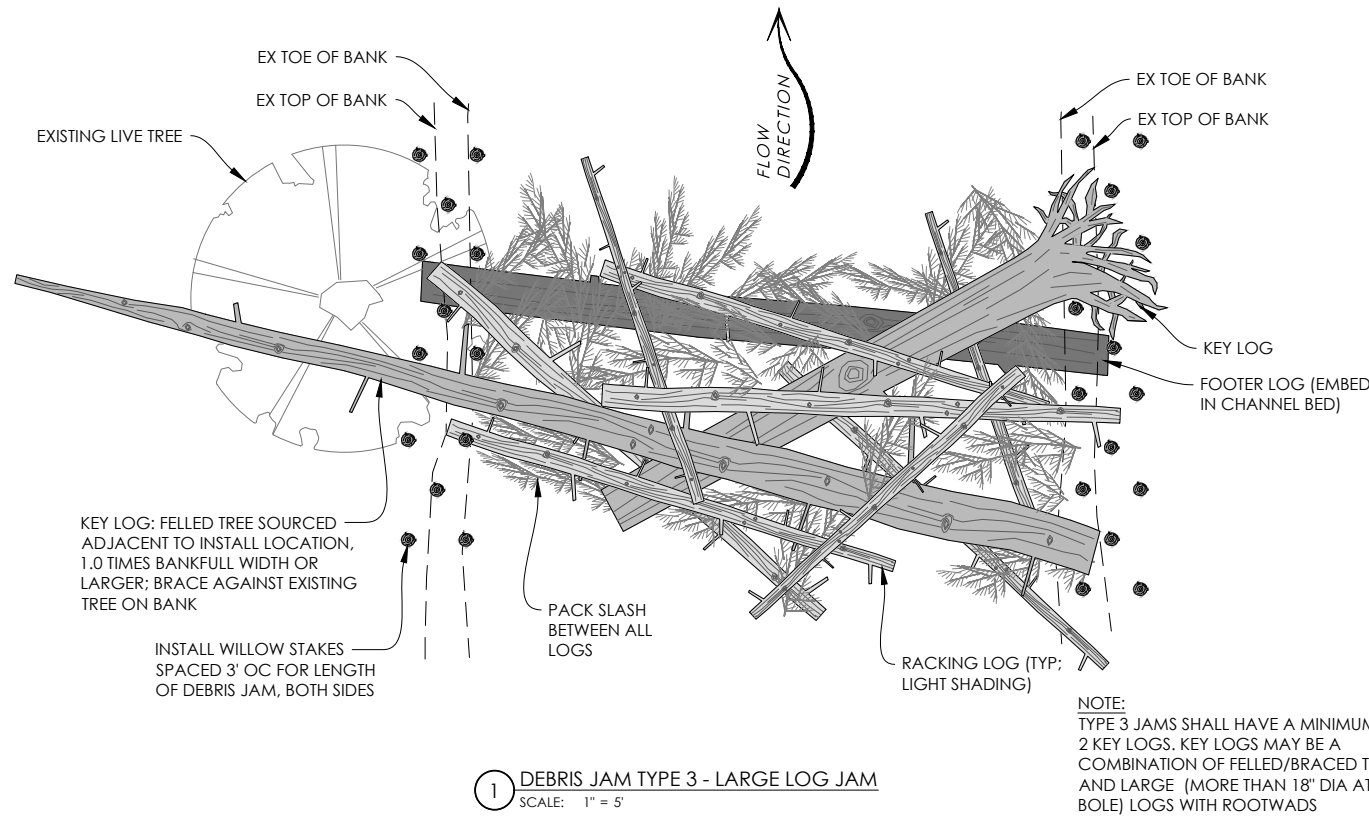 EX TOE OF BANK
EX TOP OF BANK
EXISTING LIVE TREE
FLOW
DIRECTION
EX TOE OF BANK
EX TOP OF BANK
KEY LOG
FOOTER LOG (EMBED
IN CHANNEL BED)
KEY LOG: FELLED TREE SOURCED
ADJACENT TO INSTALL LOCATION,
1.0 TIMES BANKFULL WIDTH OR
LARGER; BRACE AGAINST EXISTING
TREE ON BANK
INSTALL WILLOW STAKES
SPACED 3' OC FOR LENGTH
OF DEBRIS JAM, BOTH SIDES
PACK SLASH
BETWEEN ALL
LOGS
RACKING LOG (TYP;
LIGHT SHADING)
NOTE:
TYPE 3 JAMS SHALL HAVE A MINIMUM
2 KEY LOGS. KEY LOGS MAY BE A
COMBINATION OF FELLED/BRACED T
AND LARGE (MORE THAN 18" DIA AT
BOLE) LOGS WITH ROOTWADS
1 DEBRIS JAM TYPE 3 - LARGE LOG JAM
SCALE: 1" = 5'